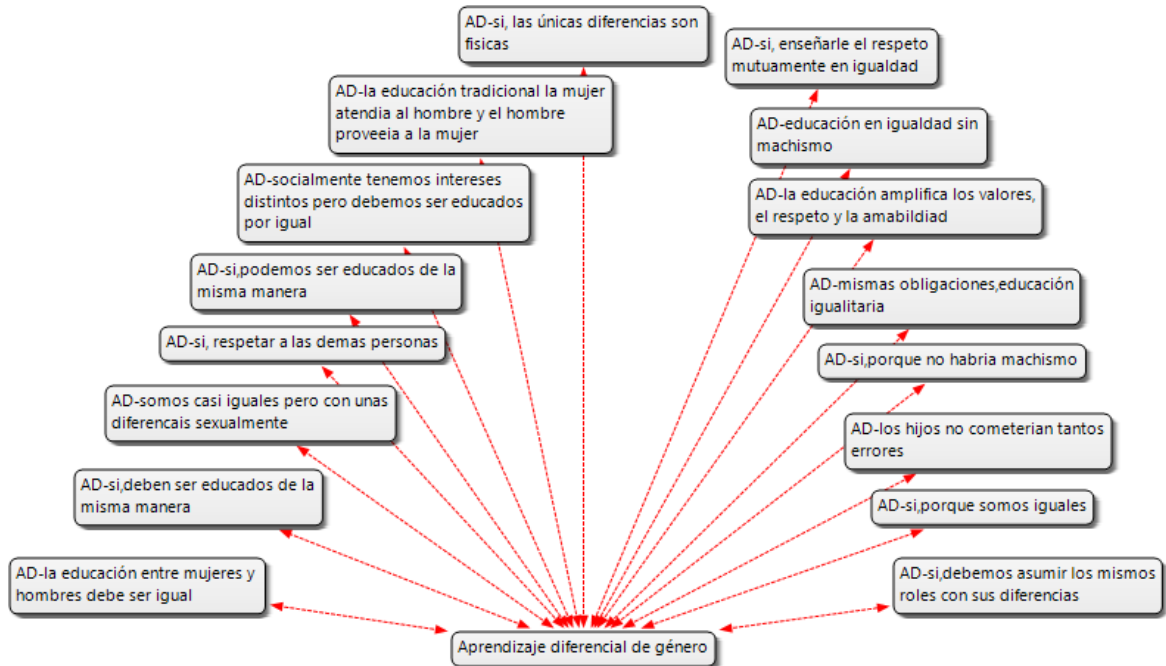 AD-si, las únicas diferencias son
fisicas
AD-si, enseñarle el respeto
mutuamente en igualdad
AD-la educación tradicional la mujer
atendia al hombre y el hombre
proveeia a la mujer
AD-educación en igualdad sin
machismo
AD-socialmente tenemos intereses
distintos pero debemos ser educados
por igual
AD-la educación amplifica los valores,
el respeto y la amabildiad
AD-si,podemos ser educados de la
misma manera
AD-mismas obligaciones,educación
igualitaria
AD-si, respetar a las demas personas
AD-si,porque no habria machismo
AD-somos casi iguales pero con unas
diferencais sexualmente
AD-los hijos no cometerian tantos
errores
AD-si,deben ser educados de la
misma manera
AD-si,porque somos iguales
AD-la educación entre mujeres y
hombres debe ser igual
AD-si,debemos asumir los mismos
roles con sus diferencias
Aprendizaje diferencial de género